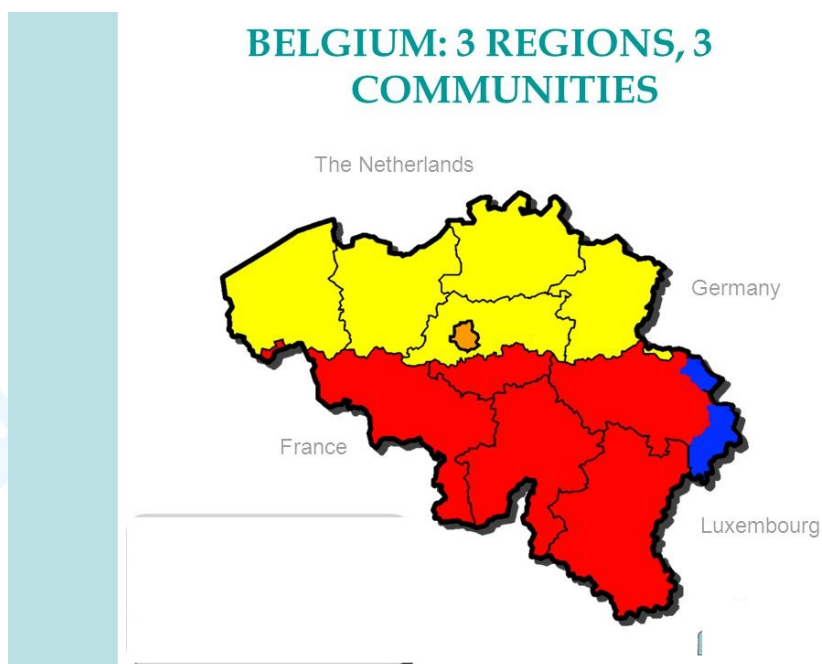 BELGIUM: 3 REGIONS, 3
COMMUNITIES
The Netherlands
Germany
France
Luxembourg